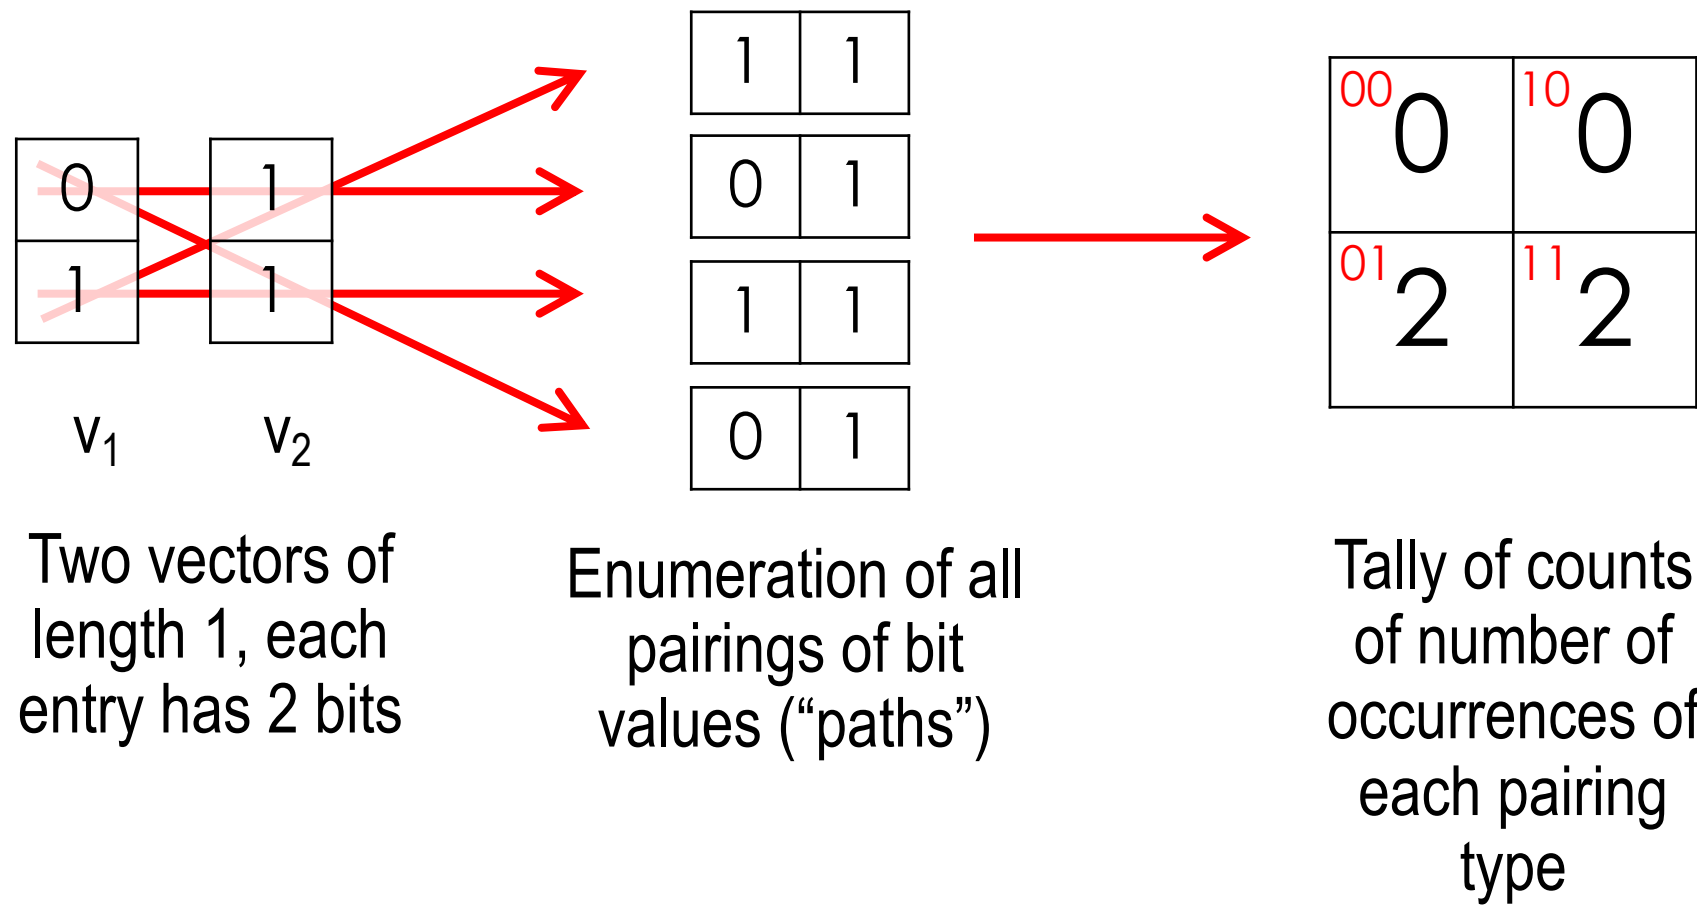 0
1
1
1
v1
v2
Two vectors of
length 1, each
entry has 2 bits
1 1
0 1
1 1
0 1
Enumeration of all
pairings of bit
values (“paths”)
00 0
10 0
01 2
11 2
Tally of counts
of number of
occurrences of
each pairing
type